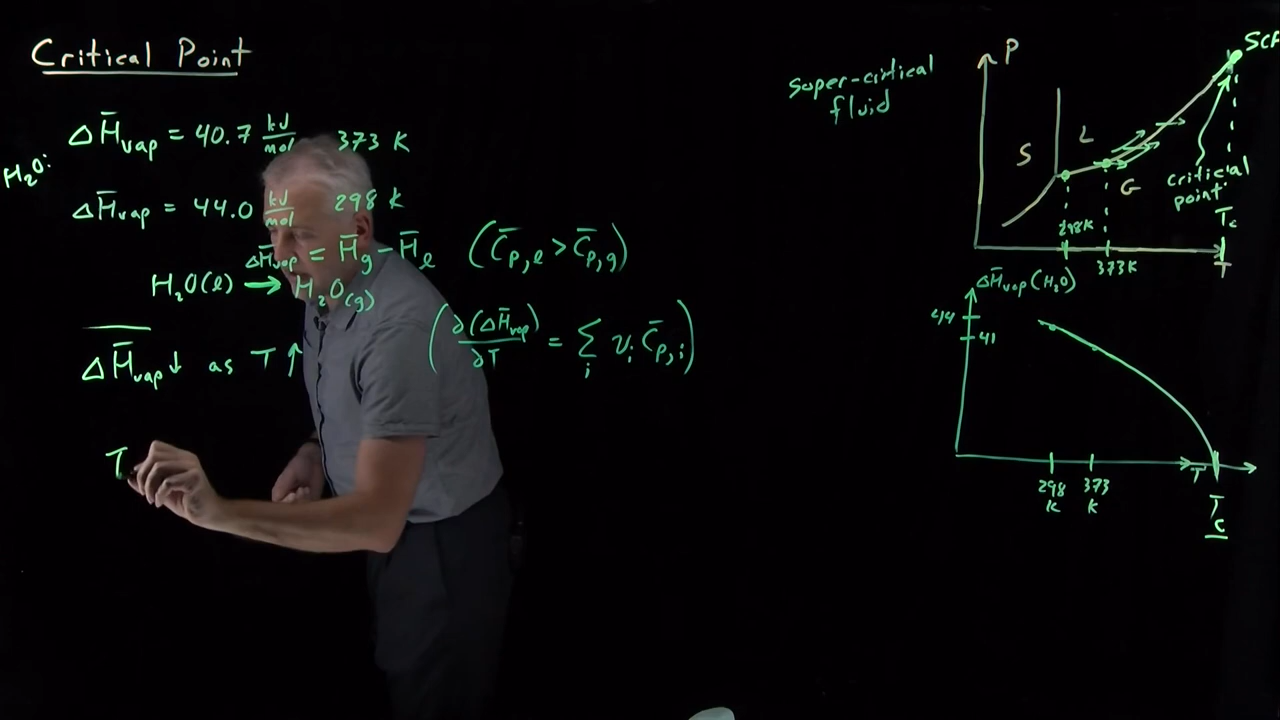 Critical Point
H₂O:
ΔH̄vap = 40.7 kJ/mol 373 K
ΔH̄vap = 44.0 kJ/mol 298 K
ΔH̄vap = H̄g - H̄ℓ (C̄p,ℓ > C̄p,g)
H₂O(ℓ) → H₂O(g)
(∂(ΔH̄vap)/∂T = Σi νi C̄p,i)
ΔH̄vap↓ as T↑
T
Super-critical
fluid
P
SCF
S
L
G
critical
point
298K
373K
Tc
T
ΔH̄vap (H₂O)
44
41
298
K
373
K
T
Tc